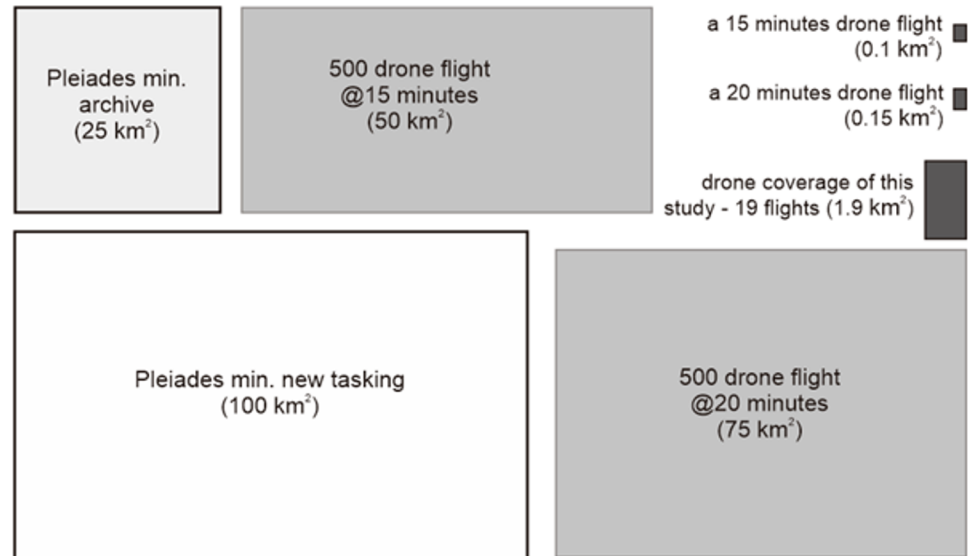 Pleiades min.
archive
(25 km²)
500 drone flight
@15 minutes
(50 km²)
a 15 minutes drone flight
(0.1 km²)
a 20 minutes drone flight
(0.15 km²)
drone coverage of this
study - 19 flights (1.9 km²)
Pleiades min. new tasking
(100 km²)
500 drone flight
@20 minutes
(75 km²)